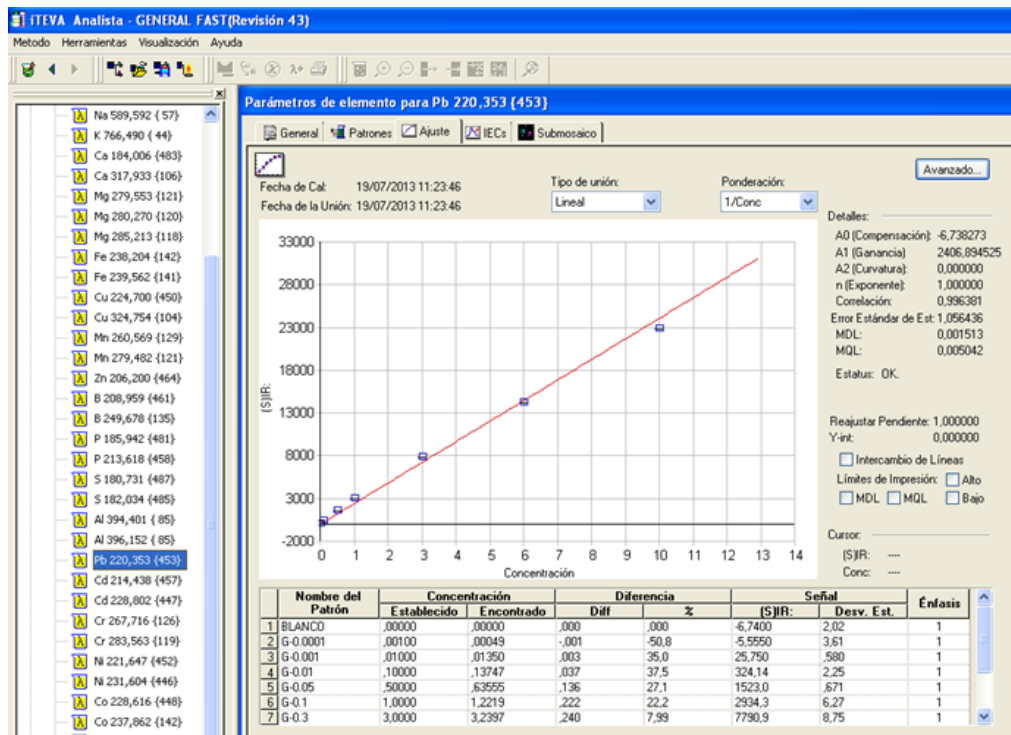 iTEVA Analista - GENERAL FAST(Revisión 43)
Metodo Herramientas Visualización Ayuda
Na 589,592 { 57}
K 766,490 { 44}
Ca 184,006 {483}
Ca 317,933 {106}
Mg 279,553 {121}
Mg 280,270 {120}
Mg 285,213 {118}
Fe 238,204 {142}
Fe 239,562 {141}
Cu 224,700 {450}
Cu 324,754 {104}
Mn 260,569 {129}
Mn 279,482 {121}
Zn 206,200 {464}
B 208,959 {461}
B 249,678 {135}
P 185,942 {481}
P 213,618 {458}
S 180,731 {487}
S 182,034 {485}
Al 394,401 { 85}
Al 396,152 { 85}
Pb 220,353 {453}
Cd 214,438 {457}
Cd 228,802 {447}
Cr 267,716 {126}
Cr 283,563 {119}
Ni 221,647 {452}
Ni 231,604 {446}
Co 228,616 {448}
Co 237,862 {142}
Parámetros de elemento para Pb 220,353 {453}
General Patrones Ajuste IECs Submosaico
Avanzado...
Fecha de Cal: 19/07/2013 11:23:46
Fecha de la Unión: 19/07/2013 11:23:46
Tipo de unión:
Lineal
Ponderación:
1/Conc
33000
28000
23000
18000
13000
8000
3000
-2000
(S)IR:
0 1 2 3 4 5 6 7 8 9 10 11 12 13 14
Concentración
Detalles:
A0 (Compensación): -6,738273
A1 (Ganancia) 2406,894525
A2 (Curvatura): 0,000000
n (Exponente): 1,000000
Correlación: 0,996381
Error Estándar de Est: 1,056436
MDL: 0,001513
MQL: 0,005042
Estatus: OK.
Reajustar Pendiente: 1,000000
Y-int: 0,000000
Intercambio de Líneas
Límites de Impresión: Alto
MDL MQL Bajo
Cursor:
(S)IR: ----
Conc: ----
Nombre del Patrón Concentración Diferencia Señal Énfasis
Establecido Encontrado Diff % (S)IR: Desv. Est.
1 BLANCO ,00000 ,00000 ,000 ,000 -6,7400 2,02 1
2 G-0.0001 ,00100 ,00049 -,001 -50,8 -5,5550 3,61 1
3 G-0.001 ,01000 ,01350 ,003 35,0 25,750 ,580 1
4 G-0.01 ,10000 ,13747 ,037 37,5 324,14 2,25 1
5 G-0.05 ,50000 ,63555 ,136 27,1 1523,0 ,671 1
6 G-0.1 1,0000 1,2219 ,222 22,2 2934,3 6,27 1
7 G-0.3 3,0000 3,2397 ,240 7,99 7790,9 8,75 1